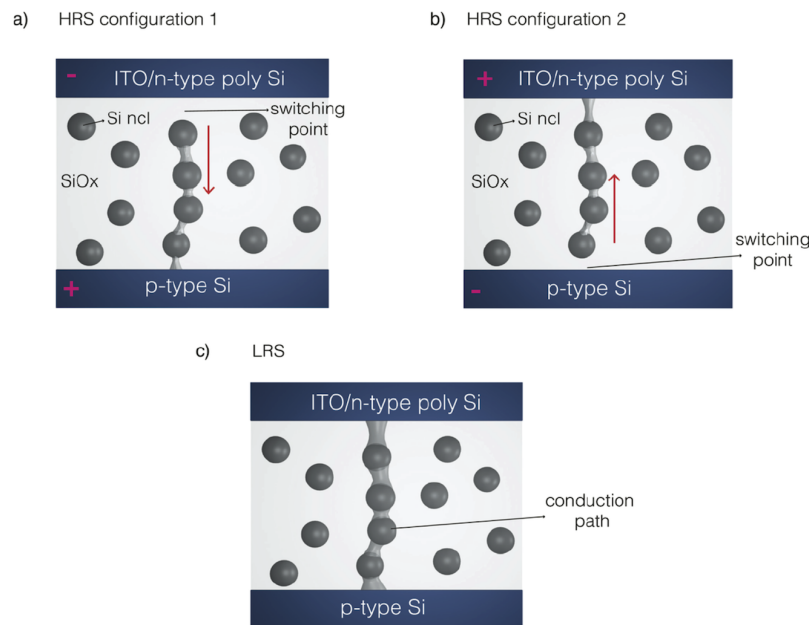 a) HRS configuration 1
b) HRS configuration 2
-
ITO/n-type poly Si
Si ncl
switching
point
SiOx
+
p-type Si
+
ITO/n-type poly Si
Si ncl
SiOx
switching
point
-
p-type Si
c) LRS
ITO/n-type poly Si
conduction
path
p-type Si